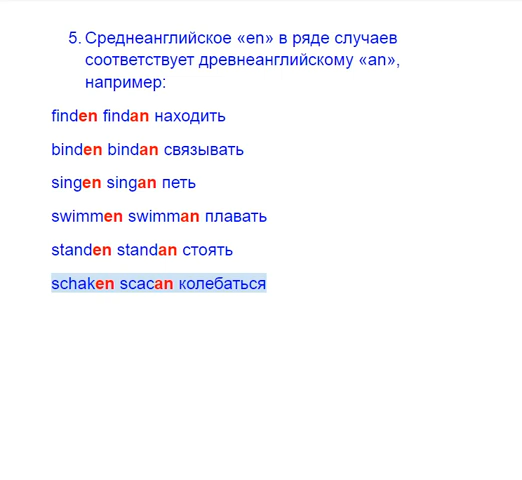 5. Среднеанглийское «en» в ряде случаев
соответствует древнеанглийскому «an»,
например:
finden findan находить
binden bindan связывать
singen singan петь
swimmen swimman плавать
standen standan стоять
schaken scacan колебаться